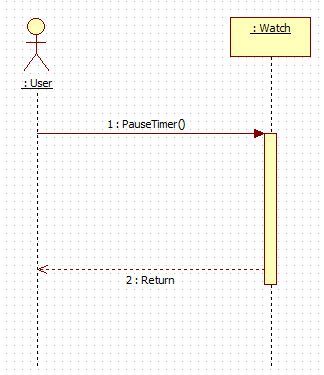 : User
: Watch
1 : PauseTimer()
2 : Return